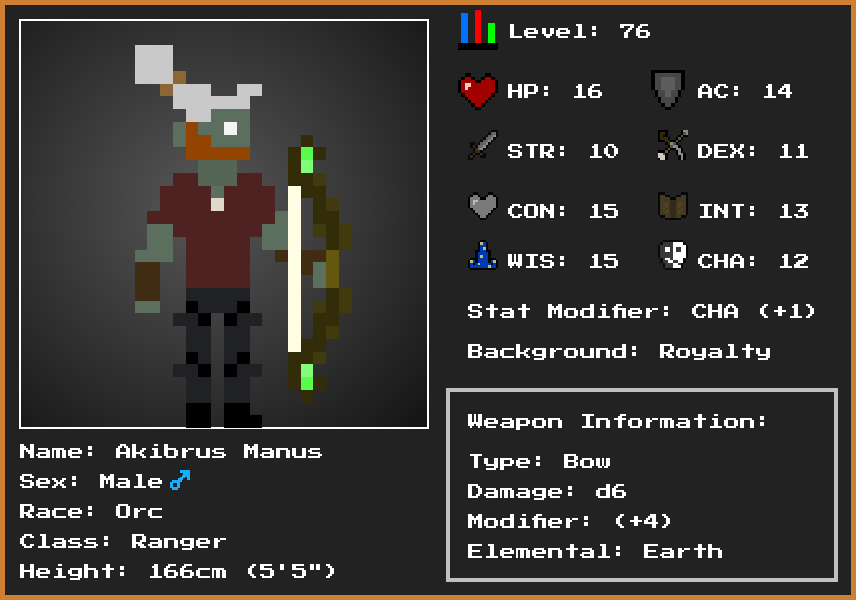 Level: 76
HP: 16 AC: 14
STR: 10 DEX: 11
CON: 15 INT: 13
WIS: 15 CHA: 12
Stat Modifier: CHA (+1)
Background: Royalty
Weapon Information:
Type: Bow
Damage: d6
Modifier: (+4)
Elemental: Earth
Name: Akibrus Manus
Sex: Male ♂
Race: Orc
Class: Ranger
Height: 166cm (5'5")